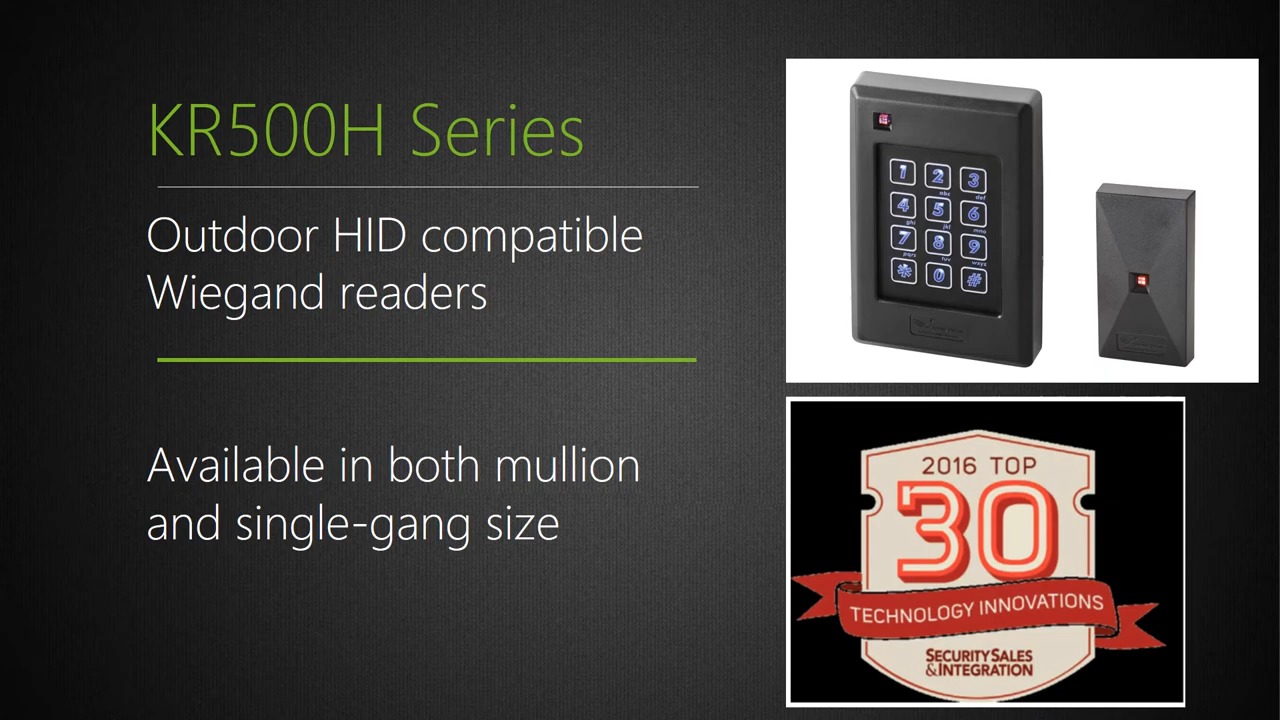 KR500H Series
Outdoor HID compatible
Wiegand readers
Available in both mullion
and single-gang size
1 2 3
abc def
4 5 6
ghi jkl mno
7 8 9
pqrs tuv wxyz
* 0 #
2016 TOP
30
TECHNOLOGY INNOVATIONS
SECURITY SALES
&INTEGRATION